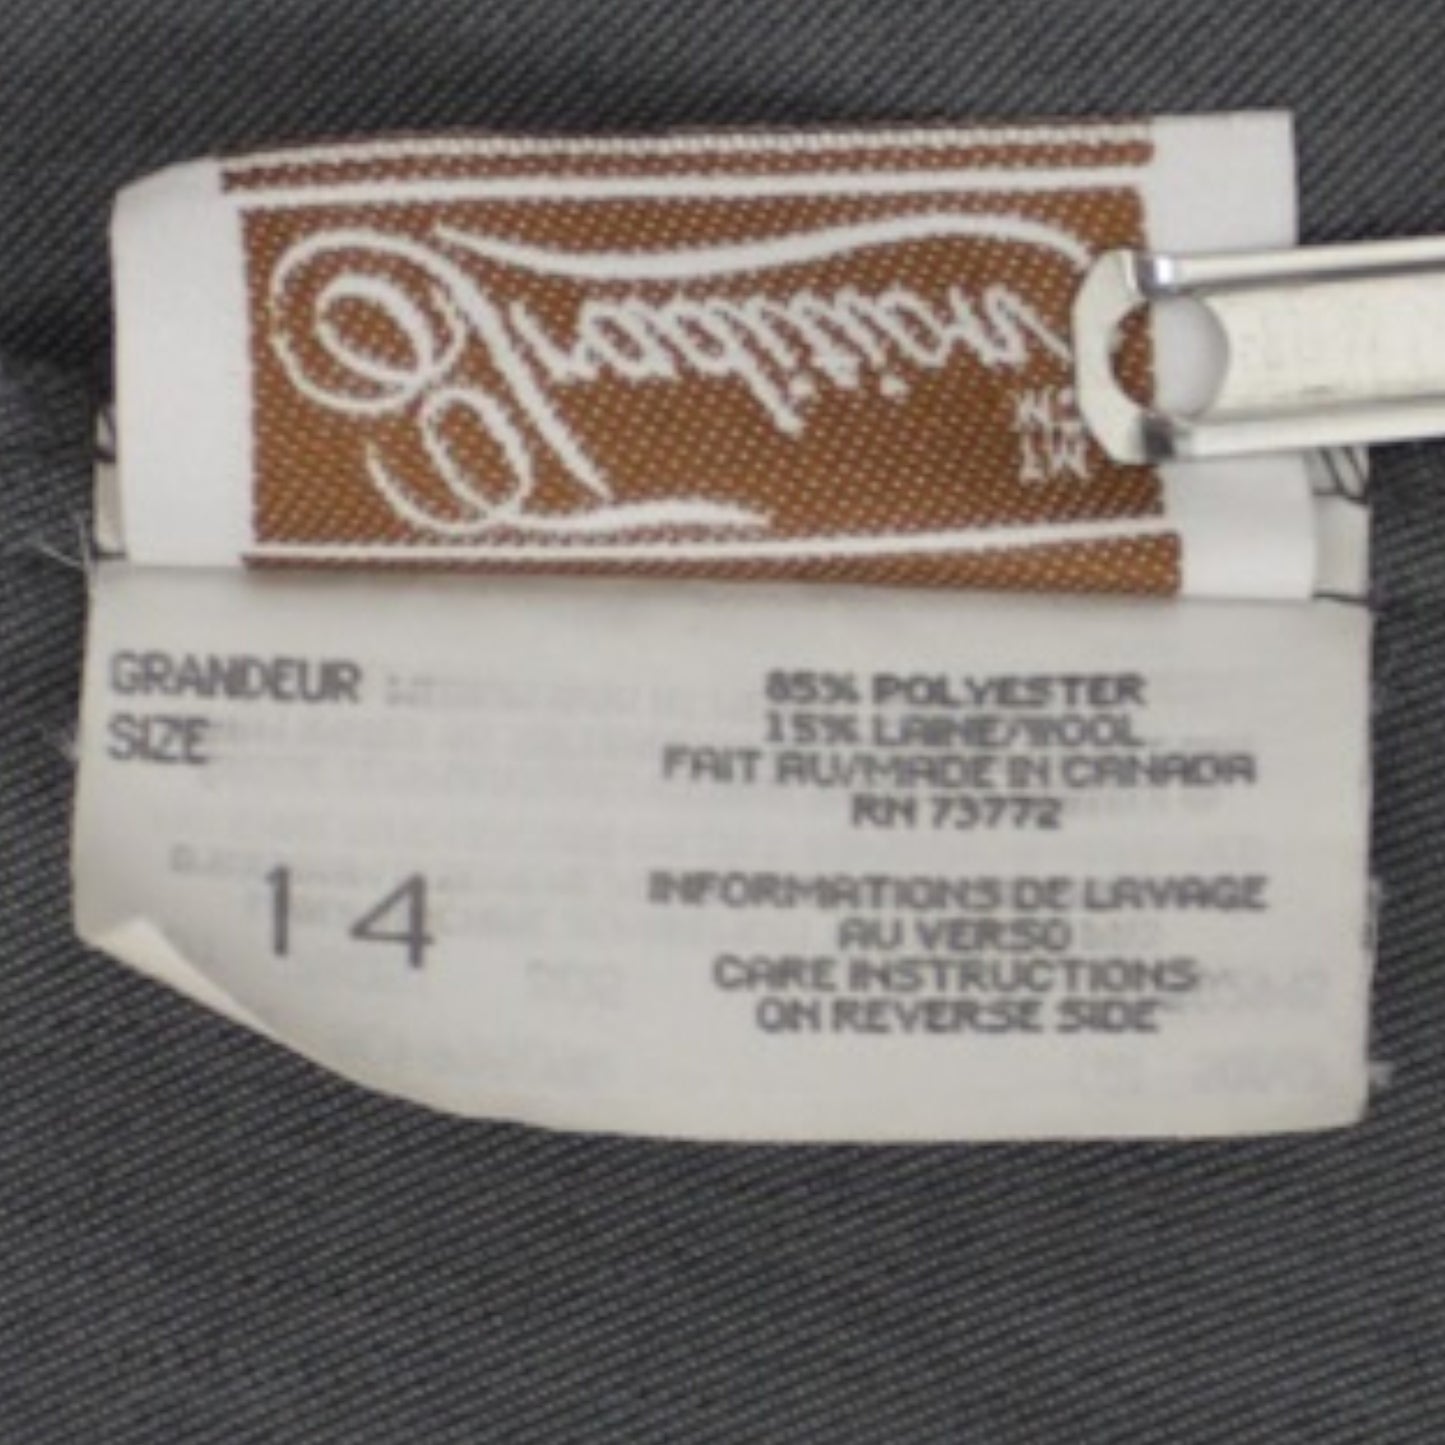 Tradition
GRANDEUR
SIZE
14
85% POLYESTER
15% LAINE/WOOL
FAIT AU/MADE IN CANADA
RN 73772
INFORMATIONS DE LAVAGE
AU VERSO
CARE INSTRUCTIONS
ON REVERSE SIDE